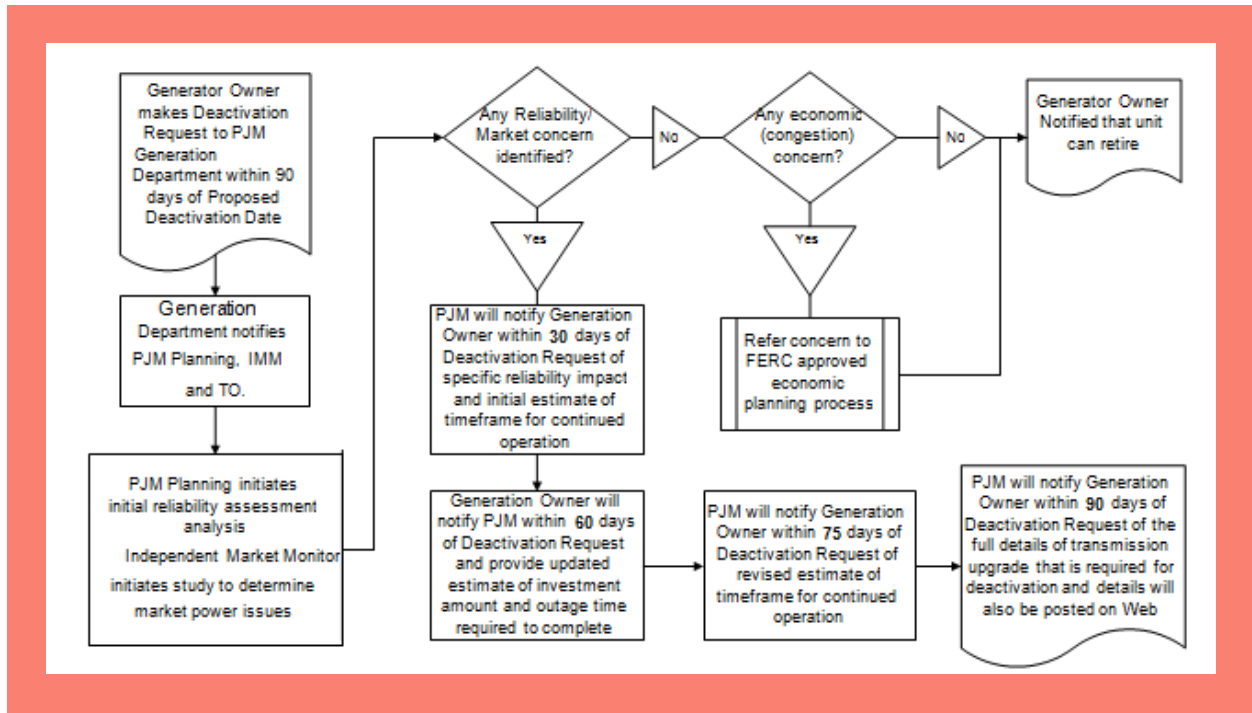 Generator Owner
makes Deactivation
Request to PJM
Generation
Department within 90
days of Proposed
Deactivation Date
Generation
Department notifies
PJM Planning, IMM
and TO.
PJM Planning initiates
initial reliability assessment
analysis
Independent Market Monitor
initiates study to determine
market power issues
Any Reliability/
Market concern
identified?
No
Any economic
(congestion)
concern?
No
Generator Owner
Notified that unit
can retire
Yes
Yes
PJM will notify Generation
Owner within 30 days of
Deactivation Request of
specific reliability impact
and initial estimate of
timeframe for continued
operation
Refer concern to
FERC approved
economic
planning process
Generation Owner will
notify PJM within 60 days
of Deactivation Request
and provide updated
estimate of investment
amount and outage time
required to complete
PJM will notify Generation
Owner within 75 days of
Deactivation Request of
revised estimate of
timeframe for continued
operation
PJM will notify Generation
Owner within 90 days of
Deactivation Request of the
full details of transmission
upgrade that is required for
deactivation and details will
also be posted on Web